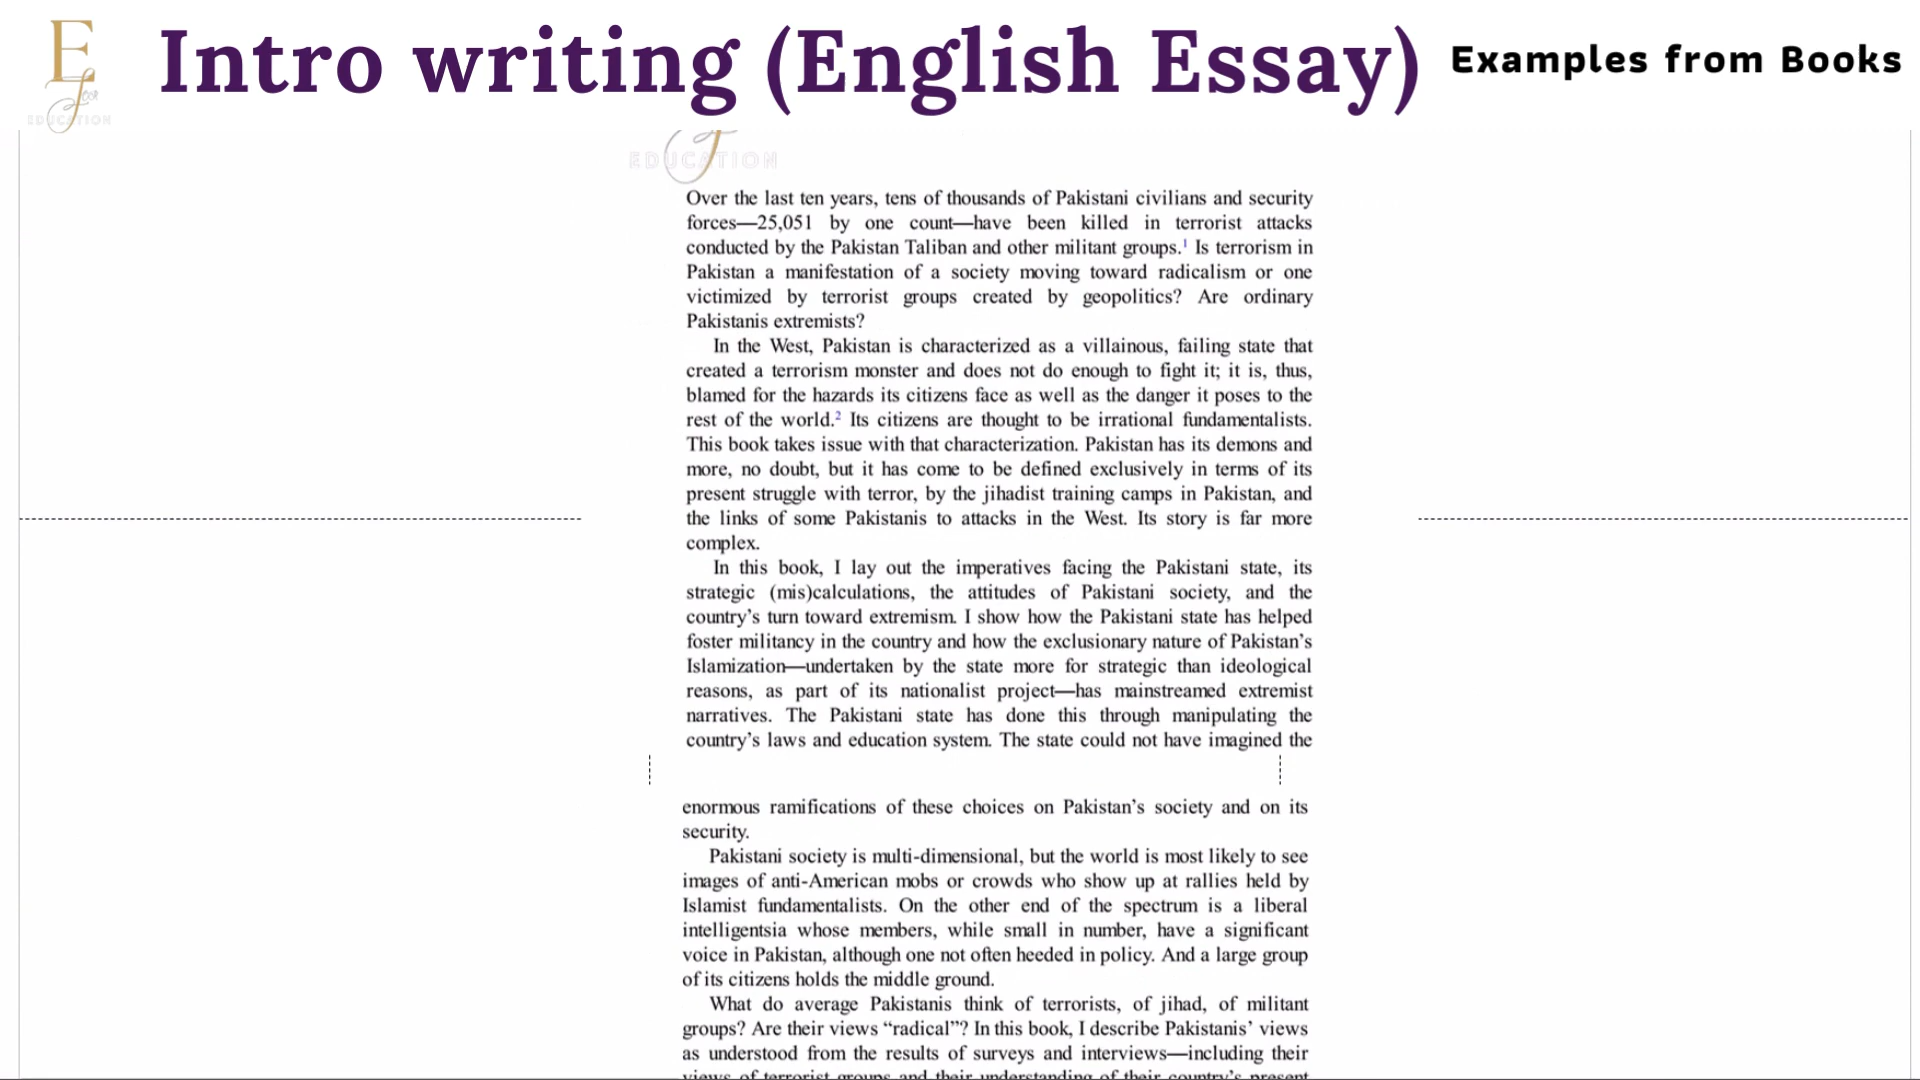 E
for
EDUCATION
Intro writing (English Essay)
Examples from Books
EDUCATION
Over the last ten years, tens of thousands of Pakistani civilians and security
forces—25,051 by one count—have been killed in terrorist attacks
conducted by the Pakistan Taliban and other militant groups.¹ Is terrorism in
Pakistan a manifestation of a society moving toward radicalism or one
victimized by terrorist groups created by geopolitics? Are ordinary
Pakistanis extremists?
In the West, Pakistan is characterized as a villainous, failing state that
created a terrorism monster and does not do enough to fight it; it is, thus,
blamed for the hazards its citizens face as well as the danger it poses to the
rest of the world.² Its citizens are thought to be irrational fundamentalists.
This book takes issue with that characterization. Pakistan has its demons and
more, no doubt, but it has come to be defined exclusively in terms of its
present struggle with terror, by the jihadist training camps in Pakistan, and
the links of some Pakistanis to attacks in the West. Its story is far more
complex.
In this book, I lay out the imperatives facing the Pakistani state, its
strategic (mis)calculations, the attitudes of Pakistani society, and the
country’s turn toward extremism. I show how the Pakistani state has helped
foster militancy in the country and how the exclusionary nature of Pakistan’s
Islamization—undertaken by the state more for strategic than ideological
reasons, as part of its nationalist project—has mainstreamed extremist
narratives. The Pakistani state has done this through manipulating the
country’s laws and education system. The state could not have imagined the
enormous ramifications of these choices on Pakistan’s society and on its
security.
Pakistani society is multi-dimensional, but the world is most likely to see
images of anti-American mobs or crowds who show up at rallies held by
Islamist fundamentalists. On the other end of the spectrum is a liberal
intelligentsia whose members, while small in number, have a significant
voice in Pakistan, although one not often heeded in policy. And a large group
of its citizens holds the middle ground.
What do average Pakistanis think of terrorists, of jihad, of militant
groups? Are their views “radical”? In this book, I describe Pakistanis’ views
as understood from the results of surveys and interviews—including their
views of terrorist groups and their understanding of their country’s present